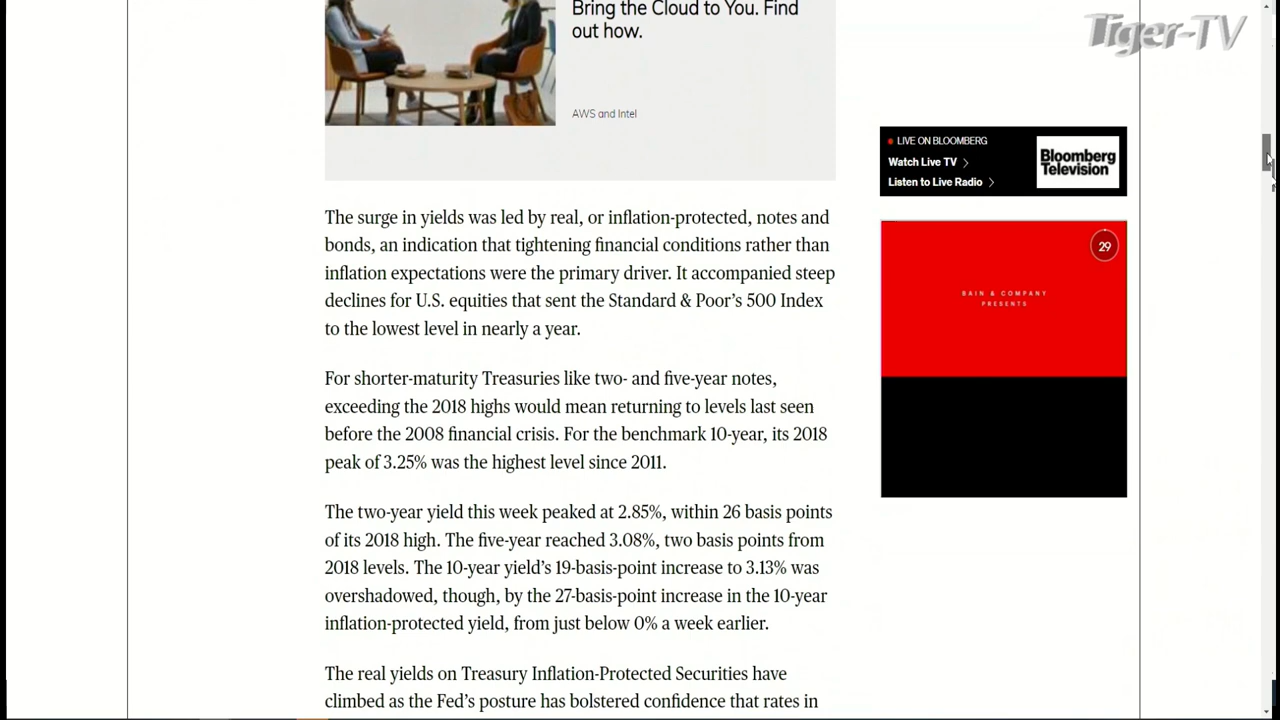 Bring the Cloud to You. Find
out how.
Tiger-TV
AWS and Intel
LIVE ON BLOOMBERG
Watch Live TV
Listen to Live Radio
Bloomberg
Television
29
BAIN & COMPANY
PRESENTS
The surge in yields was led by real, or inflation-protected, notes and
bonds, an indication that tightening financial conditions rather than
inflation expectations were the primary driver. It accompanied steep
declines for U.S. equities that sent the Standard & Poor’s 500 Index
to the lowest level in nearly a year.
For shorter-maturity Treasuries like two- and five-year notes,
exceeding the 2018 highs would mean returning to levels last seen
before the 2008 financial crisis. For the benchmark 10-year, its 2018
peak of 3.25% was the highest level since 2011.
The two-year yield this week peaked at 2.85%, within 26 basis points
of its 2018 high. The five-year reached 3.08%, two basis points from
2018 levels. The 10-year yield’s 19-basis-point increase to 3.13% was
overshadowed, though, by the 27-basis-point increase in the 10-year
inflation-protected yield, from just below 0% a week earlier.
The real yields on Treasury Inflation-Protected Securities have
climbed as the Fed’s posture has bolstered confidence that rates in